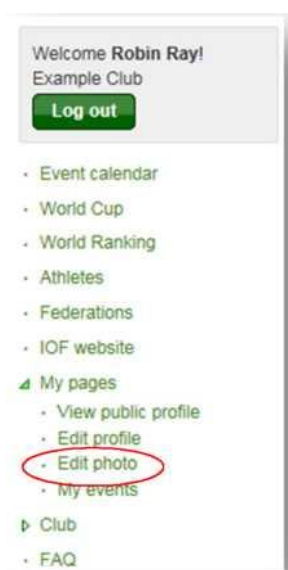 Welcome Robin Ray!
Example Club
Log out
Event calendar
World Cup
World Ranking
Athletes
Federations
IOF website
My pages
View public profile
Edit profile
Edit photo
My events
Club
FAQ